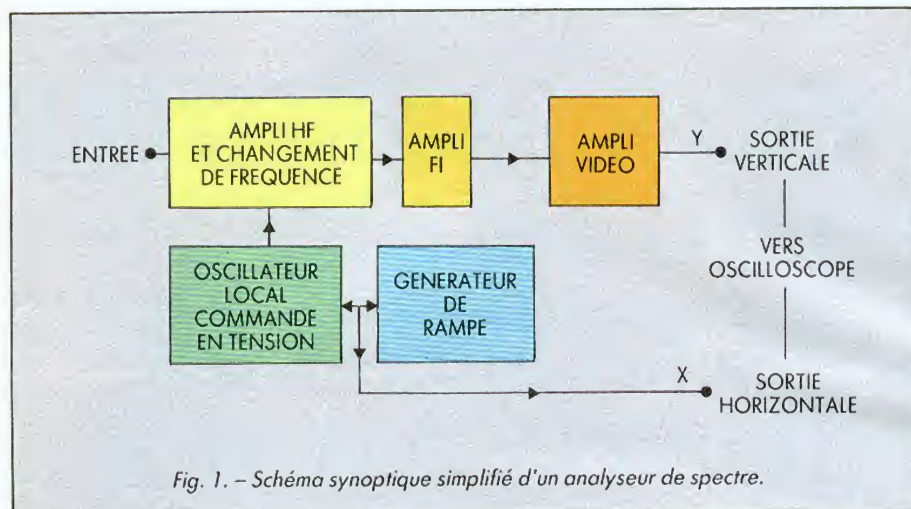 ENTREE
AMPLI HF
ET CHANGEMENT
DE FREQUENCE
AMPLI
FI
AMPLI
VIDEO
Y
SORTIE
VERTICALE
VERS
OSCILLOSCOPE
OSCILLATEUR
LOCAL
COMMANDE
EN TENSION
GENERATEUR
DE
RAMPE
X
SORTIE
HORIZONTALE
Fig. 1. – Schéma synoptique simplifié d'un analyseur de spectre.